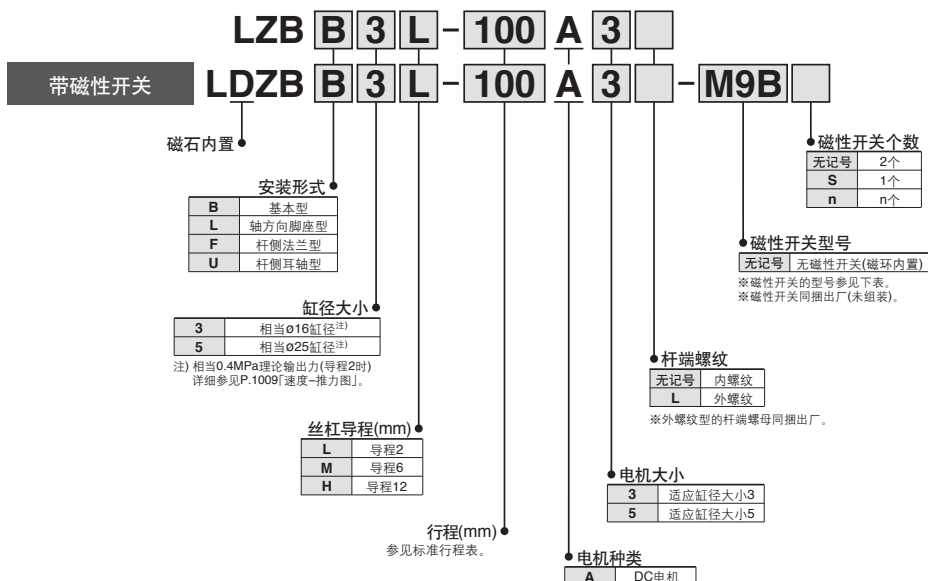 LZB B 3 L - 100 A 3
带磁性开关 LDZB B 3 L - 100 A 3 - M9B
磁石内置
磁性开关个数
无记号 2个
S 1个
n n个
安装形式
B 基本型
L 轴方向脚座型
F 杆侧法兰型
U 杆侧耳轴型
磁性开关型号
无记号 无磁性开关(磁环内置)
※磁性开关的型号参见下表。
※磁性开关同捆出厂(未组装)。
缸径大小
3 相当ø16缸径注)
5 相当ø25缸径注)
注) 相当0.4MPa理论输出力(导程2时)
详细参见P.1009「速度−推力图」。
杆端螺纹
无记号 内螺纹
L 外螺纹
※外螺纹型的杆端螺母同捆出厂。
丝杠导程(mm)
L 导程2
M 导程6
H 导程12
电机大小
3 适应缸径大小3
5 适应缸径大小5
行程(mm)
参见标准行程表。
电机种类
A DC电机